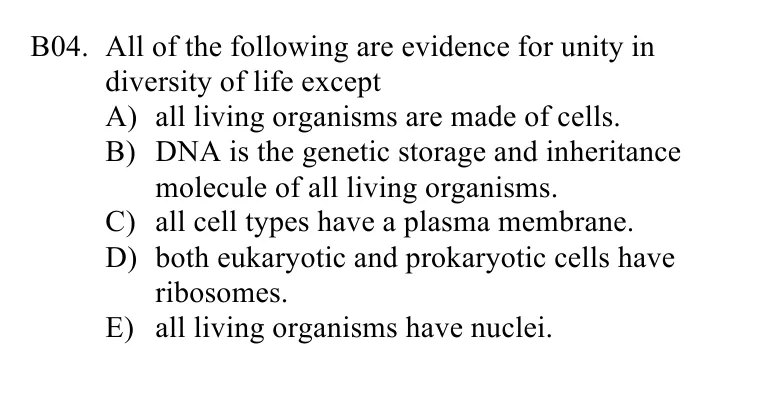 B04. All of the following are evidence for unity in
diversity of life except
A) all living organisms are made of cells.
B) DNA is the genetic storage and inheritance
molecule of all living organisms.
C) all cell types have a plasma membrane.
D) both eukaryotic and prokaryotic cells have
ribosomes.
E) all living organisms have nuclei.